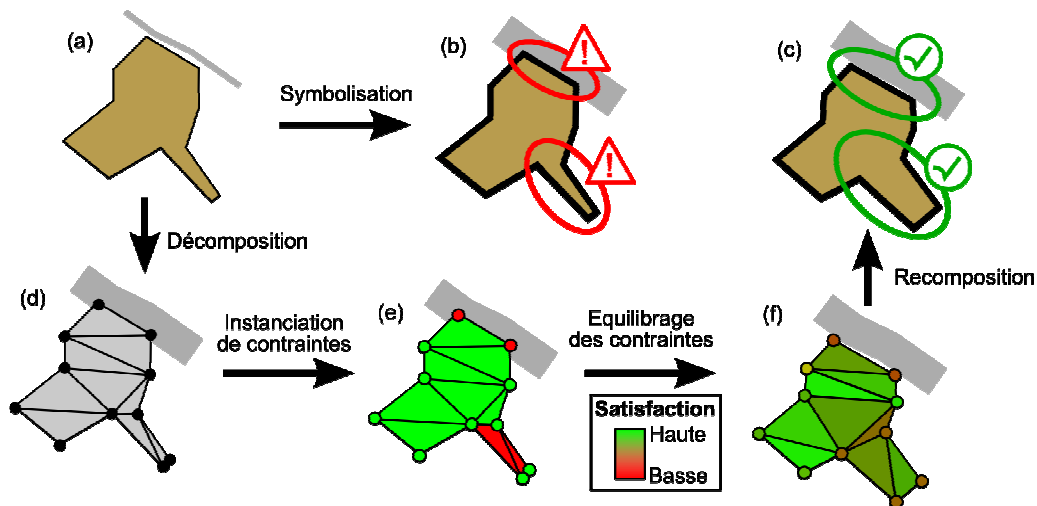 (a)
Symbolisation
(b)
!
!
(c)
Décomposition
Recomposition
(d)
Instanciation
de contraintes
(e)
Equilibrage
des contraintes
(f)
Satisfaction
Haute
Basse